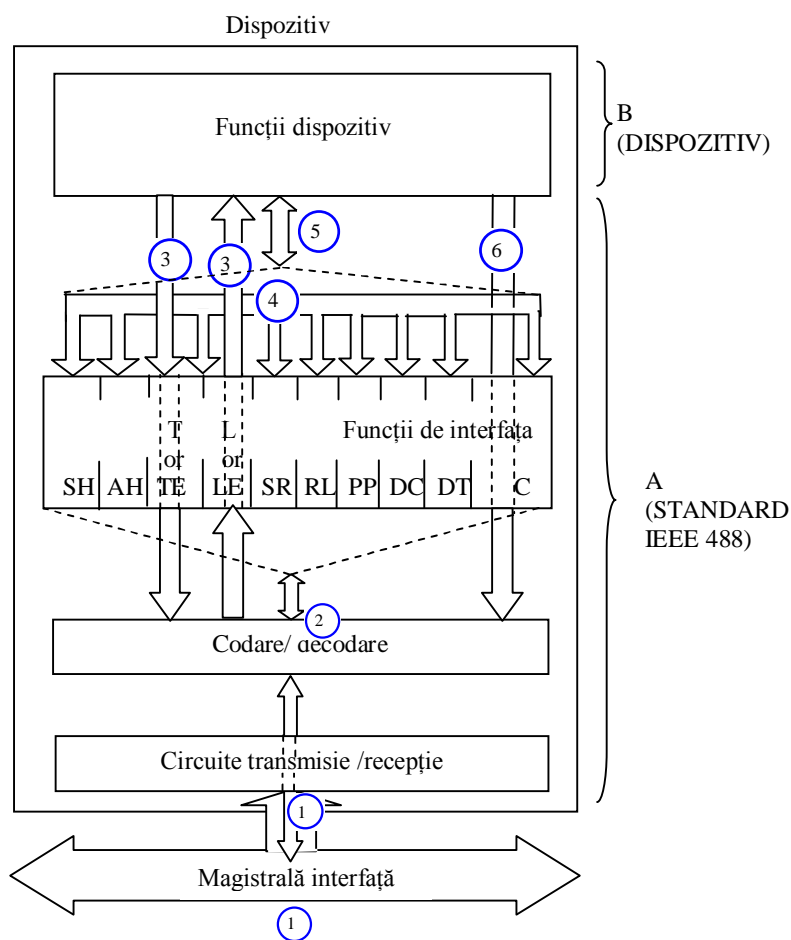 Dispozitiv
Funcții dispozitiv
B
(DISPOZITIV)
5
3
3
6
4
T
L
Funcții de interfața
or
or
SH AH TE LE SR RL PP DC DT C
A
(STANDARD
IEEE 488)
2
Codare/ decodare
Circuite transmisie /recepție
1
Magistrală interfață
1